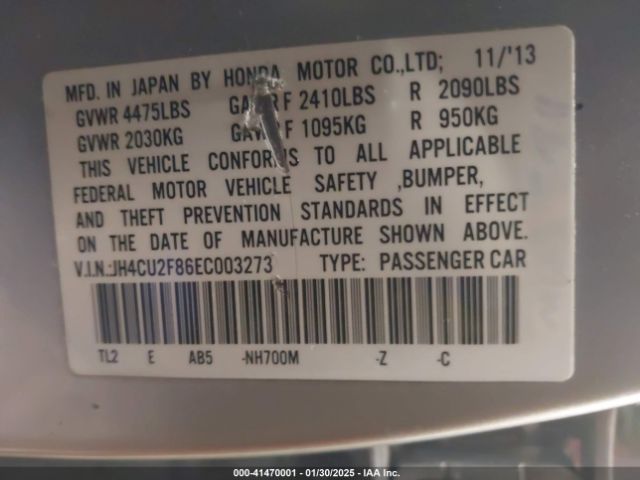 MFD. IN JAPAN BY HONDA MOTOR CO.,LTD; 11/'13
GVWR 4475LBS GAWR F 2410LBS R 2090LBS
GVWR 2030KG GAWR F 1095KG R 950KG
THIS VEHICLE CONFORMS TO ALL APPLICABLE
FEDERAL MOTOR VEHICLE SAFETY ,BUMPER,
AND THEFT PREVENTION STANDARDS IN EFFECT
ON THE DATE OF MANUFACTURE SHOWN ABOVE.
V.I.N.:JH4CU2F86EC003273 TYPE: PASSENGER CAR
TL2 E AB5 -NH700M -Z -C
000-41470001 - 01/30/2025 - IAA Inc.